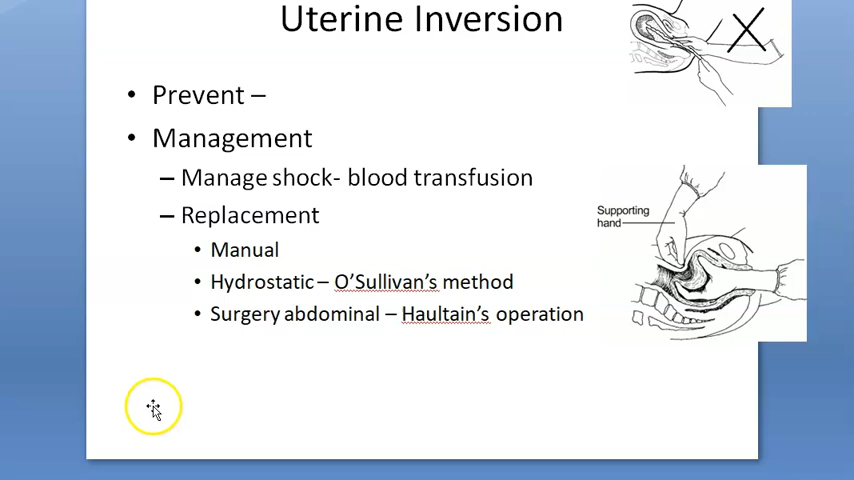 Uterine Inversion
• Prevent –
• Management
– Manage shock- blood transfusion
– Replacement
• Manual
• Hydrostatic – O'Sullivan's method
• Surgery abdominal – Haultain's operation
Supporting
hand